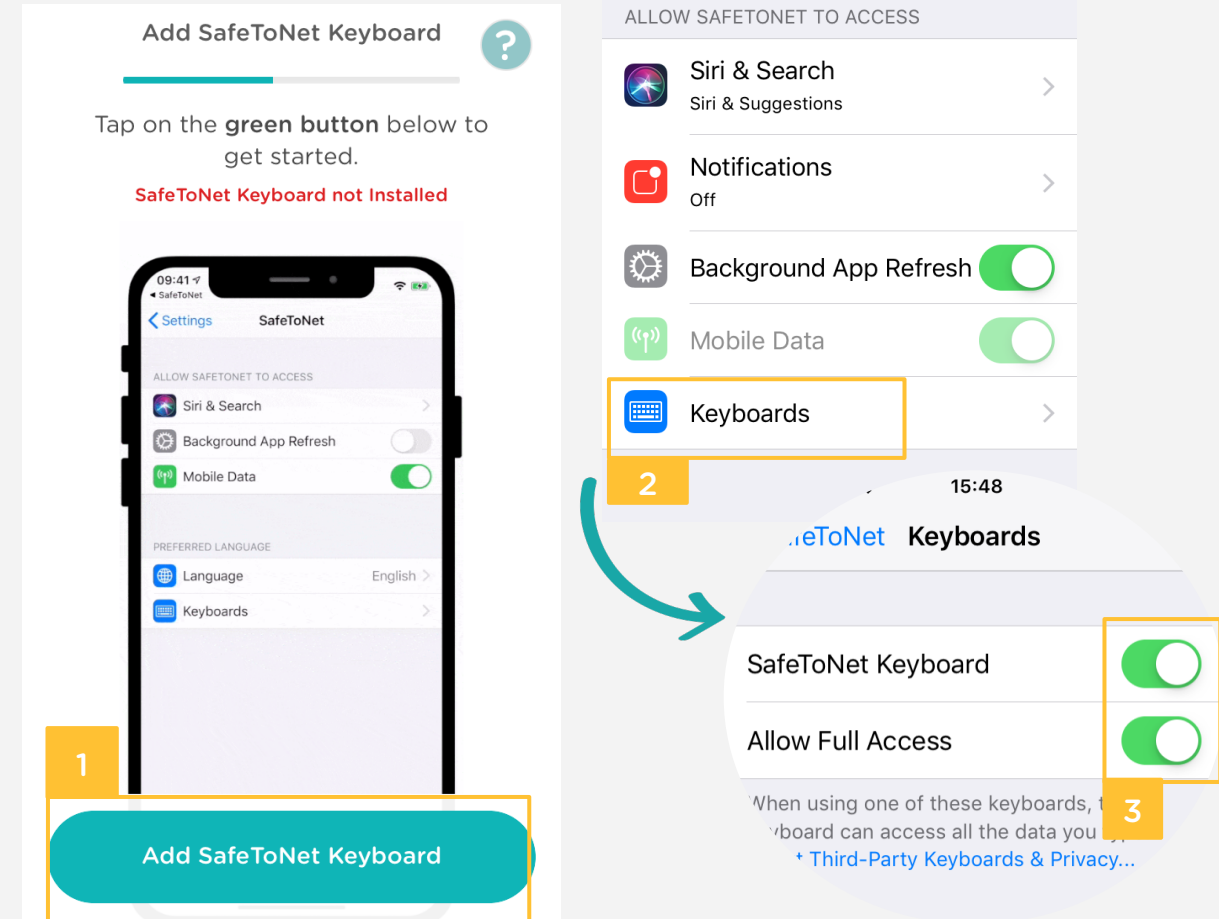 Add SafeToNet Keyboard
?
Tap on the green button below to
get started.
SafeToNet Keyboard not Installed
09:41
SafeToNet
Settings
SafeToNet
ALLOW SAFETONET TO ACCESS
Siri & Search
Background App Refresh
Mobile Data
PREFERRED LANGUAGE
Language
English
Keyboards
1
Add SafeToNet Keyboard
ALLOW SAFETONET TO ACCESS
Siri & Search
Siri & Suggestions
Notifications
Off
Background App Refresh
Mobile Data
Keyboards
2
15:48
eToNet
Keyboards
SafeToNet Keyboard
Allow Full Access
When using one of these keyboards,
yboard can access all the data you
Third-Party Keyboards & Privacy...
3